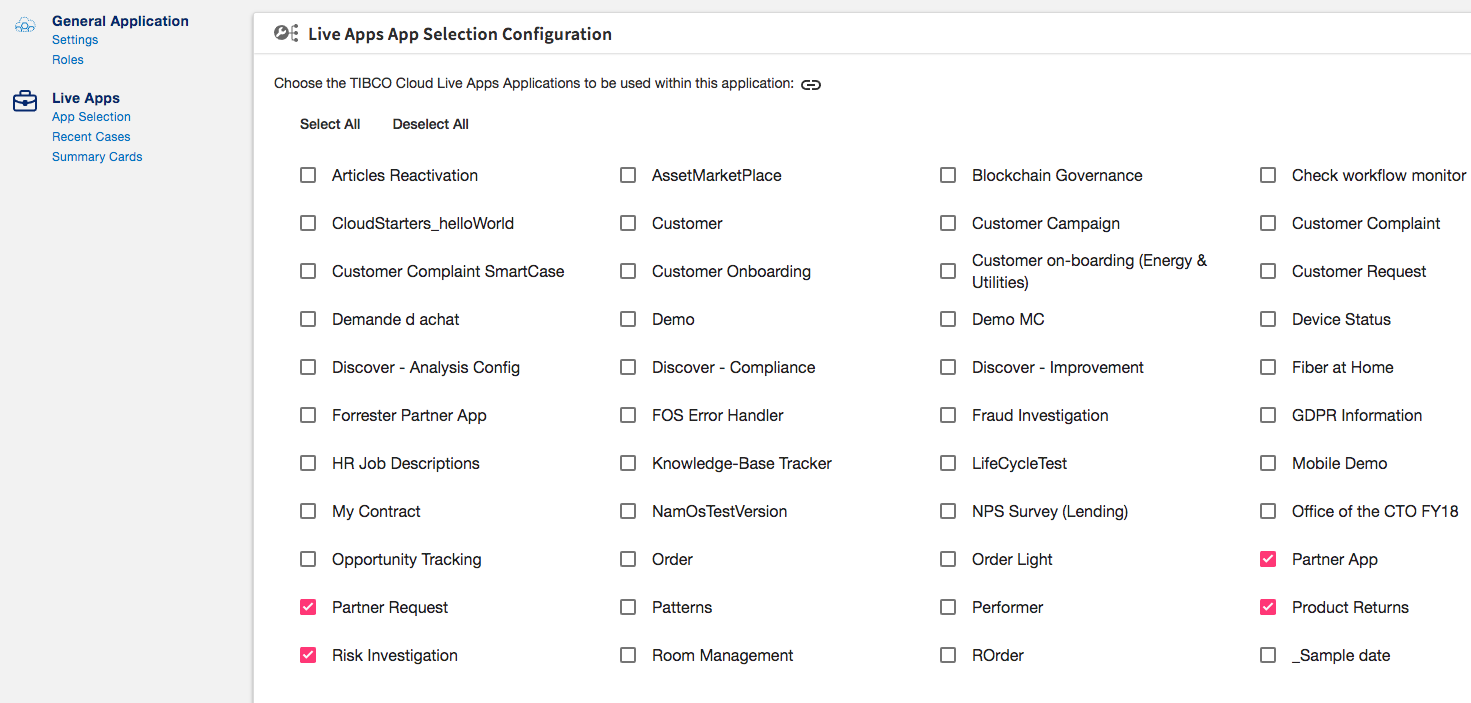 General Application
Settings
Roles
Live Apps
App Selection
Recent Cases
Summary Cards
Live Apps App Selection Configuration
Choose the TIBCO Cloud Live Apps Applications to be used within this application:
Select All Deselect All
Articles Reactivation AssetMarketPlace Blockchain Governance Check workflow monitor
CloudStarters_helloWorld Customer Customer Campaign Customer Complaint
Customer Complaint SmartCase Customer Onboarding Customer on-boarding (Energy &
Utilities) Customer Request
Demande d achat Demo Demo MC Device Status
Discover - Analysis Config Discover - Compliance Discover - Improvement Fiber at Home
Forrester Partner App FOS Error Handler Fraud Investigation GDPR Information
HR Job Descriptions Knowledge-Base Tracker LifeCycleTest Mobile Demo
My Contract NamOsTestVersion NPS Survey (Lending) Office of the CTO FY18
Opportunity Tracking Order Order Light Partner App
Partner Request Patterns Performer Product Returns
Risk Investigation Room Management ROrder _Sample date